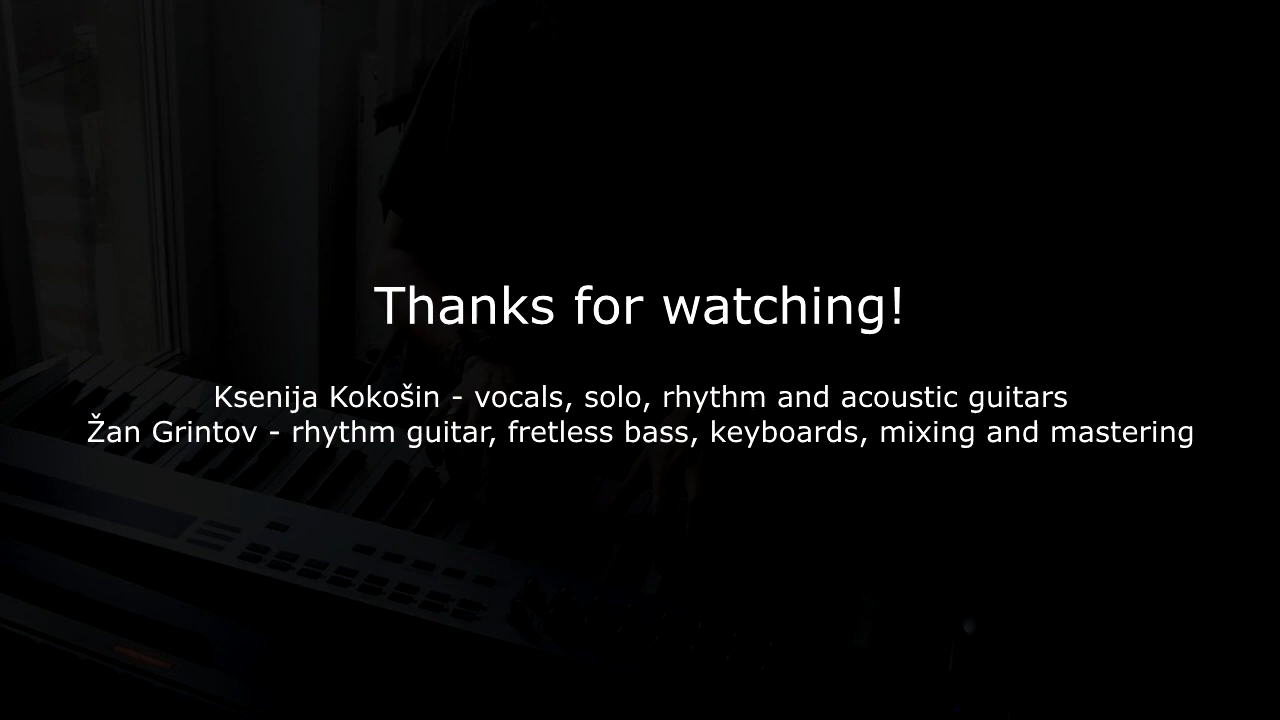 Thanks for watching!
Ksenija Kokošin - vocals, solo, rhythm and acoustic guitars
Žan Grintov - rhythm guitar, fretless bass, keyboards, mixing and mastering